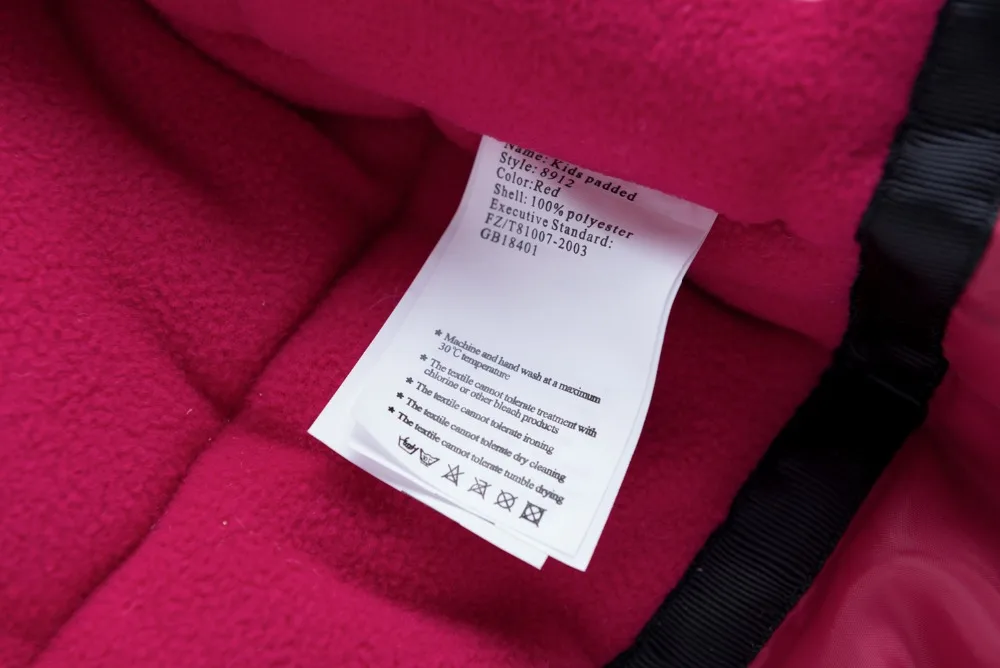 Name: Kids padded
Style: 8912
Color:Red
Shell: 100% polyester
Executive Standard:
FZ/T81007-2003
GB18401
* Machine and hand wash at a maximum
30℃ temperature
* The textile cannot tolerate treatment with
chlorine or other bleach products
* The textile cannot tolerate ironing
* The textile cannot tolerate dry cleaning
* The textile cannot tolerate tumble drying